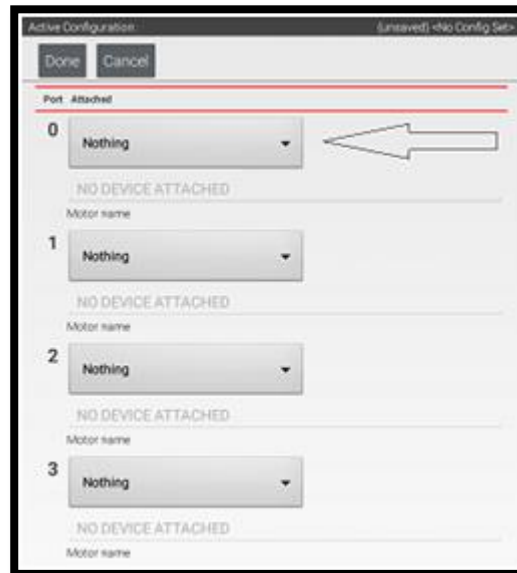 Active Configuration (unsaved) <No Config Set>
Done Cancel
Port Attached
0 Nothing
NO DEVICE ATTACHED
Motor name
1 Nothing
NO DEVICE ATTACHED
Motor name
2 Nothing
NO DEVICE ATTACHED
Motor name
3 Nothing
NO DEVICE ATTACHED
Motor name